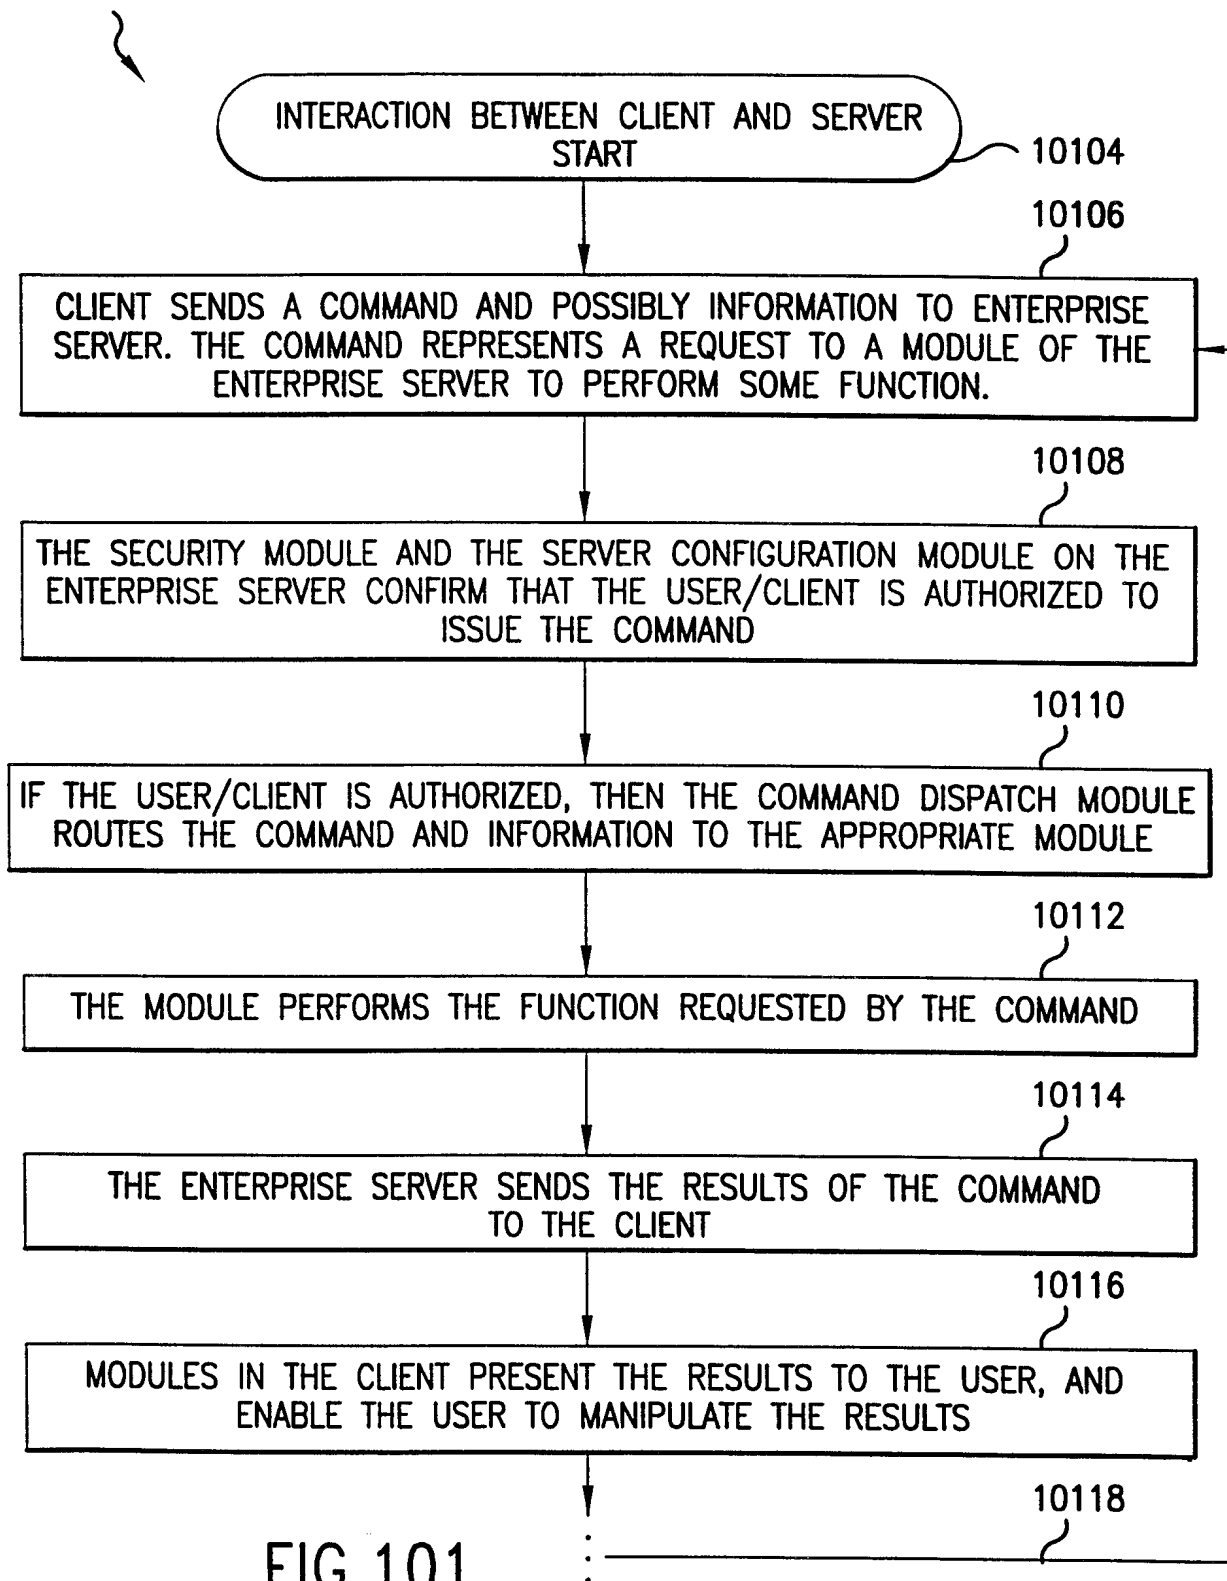 INTERACTION BETWEEN CLIENT AND SERVER
START
10104
10106
CLIENT SENDS A COMMAND AND POSSIBLY INFORMATION TO ENTERPRISE
SERVER. THE COMMAND REPRESENTS A REQUEST TO A MODULE OF THE
ENTERPRISE SERVER TO PERFORM SOME FUNCTION.
10108
THE SECURITY MODULE AND THE SERVER CONFIGURATION MODULE ON THE
ENTERPRISE SERVER CONFIRM THAT THE USER/CLIENT IS AUTHORIZED TO
ISSUE THE COMMAND
10110
IF THE USER/CLIENT IS AUTHORIZED, THEN THE COMMAND DISPATCH MODULE
ROUTES THE COMMAND AND INFORMATION TO THE APPROPRIATE MODULE
10112
THE MODULE PERFORMS THE FUNCTION REQUESTED BY THE COMMAND
10114
THE ENTERPRISE SERVER SENDS THE RESULTS OF THE COMMAND
TO THE CLIENT
10116
MODULES IN THE CLIENT PRESENT THE RESULTS TO THE USER, AND
ENABLE THE USER TO MANIPULATE THE RESULTS
10118
FIG.101